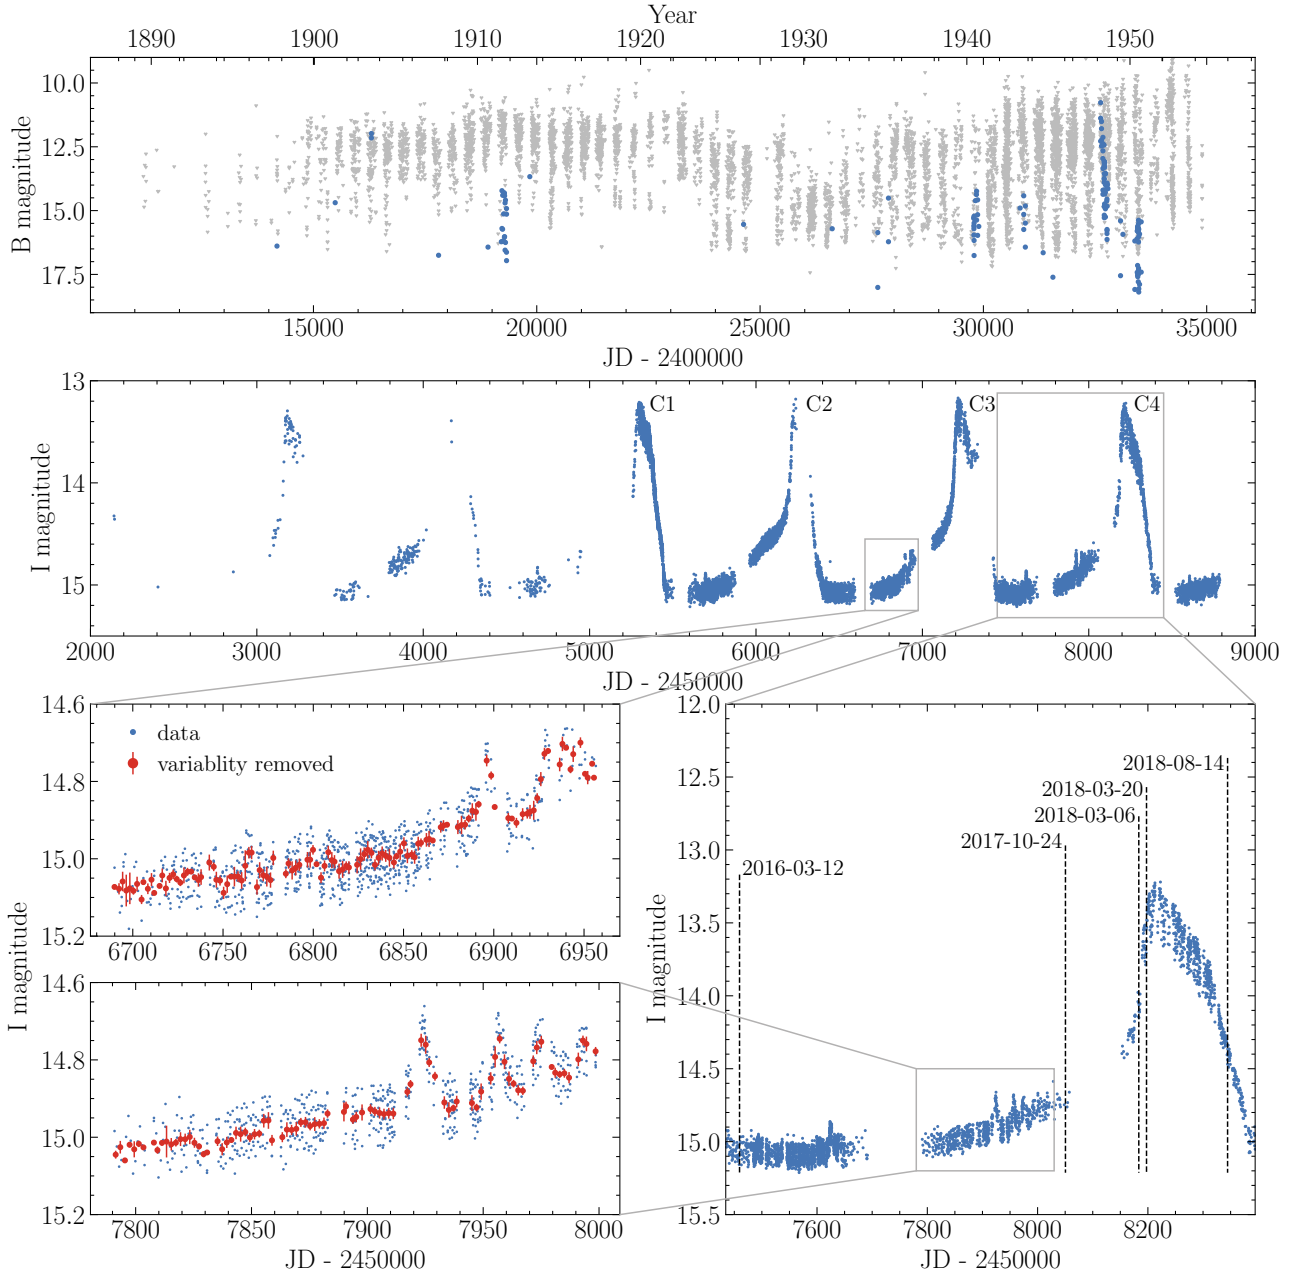 Year
1890 1900 1910 1920 1930 1940 1950
10.0
12.5
15.0
17.5
B magnitude
15000 20000 25000 30000 35000
JD - 2400000
13
14
15
I magnitude
C1 C2 C3 C4
2000 3000 4000 5000 6000 7000 8000 9000
JD - 2450000
14.6
14.8
15.0
15.2
data
variablity removed
6700 6750 6800 6850 6900 6950
I magnitude
14.6
14.8
15.0
15.2
7800 7850 7900 7950 8000
JD - 2450000
12.0
12.5
13.0
13.5
14.0
14.5
15.0
15.5
I magnitude
2018-08-14
2018-03-20
2018-03-06
2017-10-24
2016-03-12
7600 7800 8000 8200
JD - 2450000